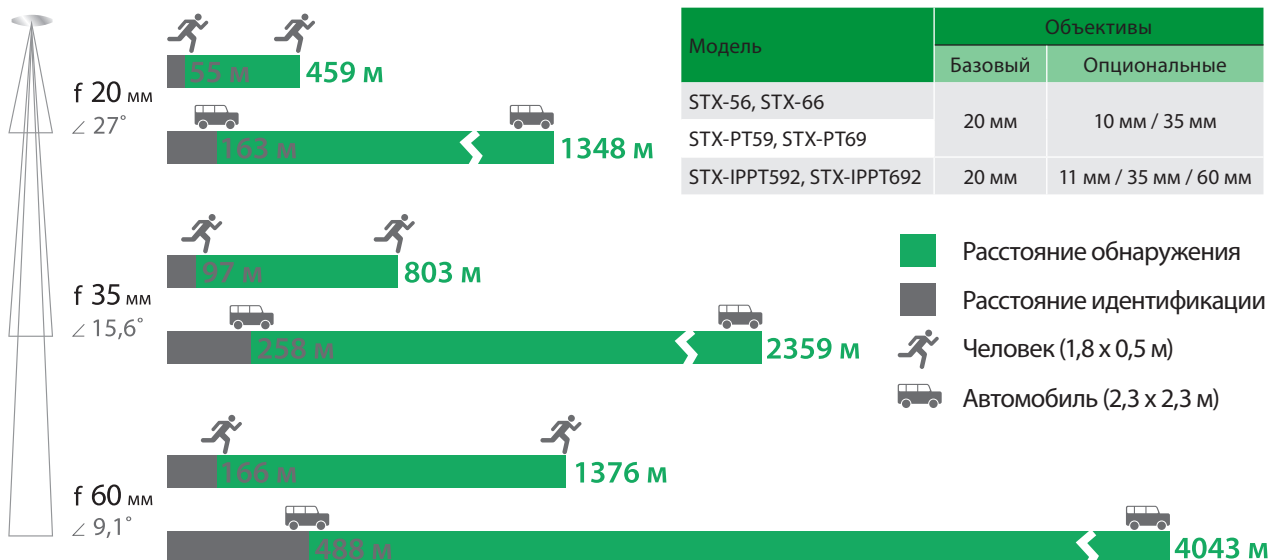 f 20 мм
∠ 27°
55 м 459 м
163 м 1348 м
f 35 мм
∠ 15,6°
97 м 803 м
258 м 2359 м
f 60 мм
∠ 9,1°
166 м 1376 м
488 м 4043 м
Модель Объективы
Базовый Опциональные
STX-56, STX-66
STX-PT59, STX-PT69
20 мм 10 мм / 35 мм
STX-IPPT592, STX-IPPT692 20 мм 11 мм / 35 мм / 60 мм
Расстояние обнаружения
Расстояние идентификации
Человек (1,8 x 0,5 м)
Автомобиль (2,3 x 2,3 м)